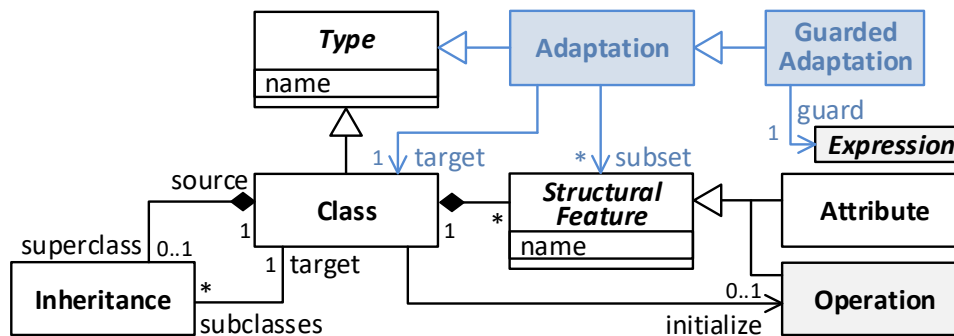 Type
name
Adaptation
Guarded
Adaptation
guard
1
Expression
1 target
* subset
source
Class
1
1
*
Structural
Feature
name
Attribute
superclass
0..1
1 target
Inheritance
*
subclasses
0..1
initialize
Operation